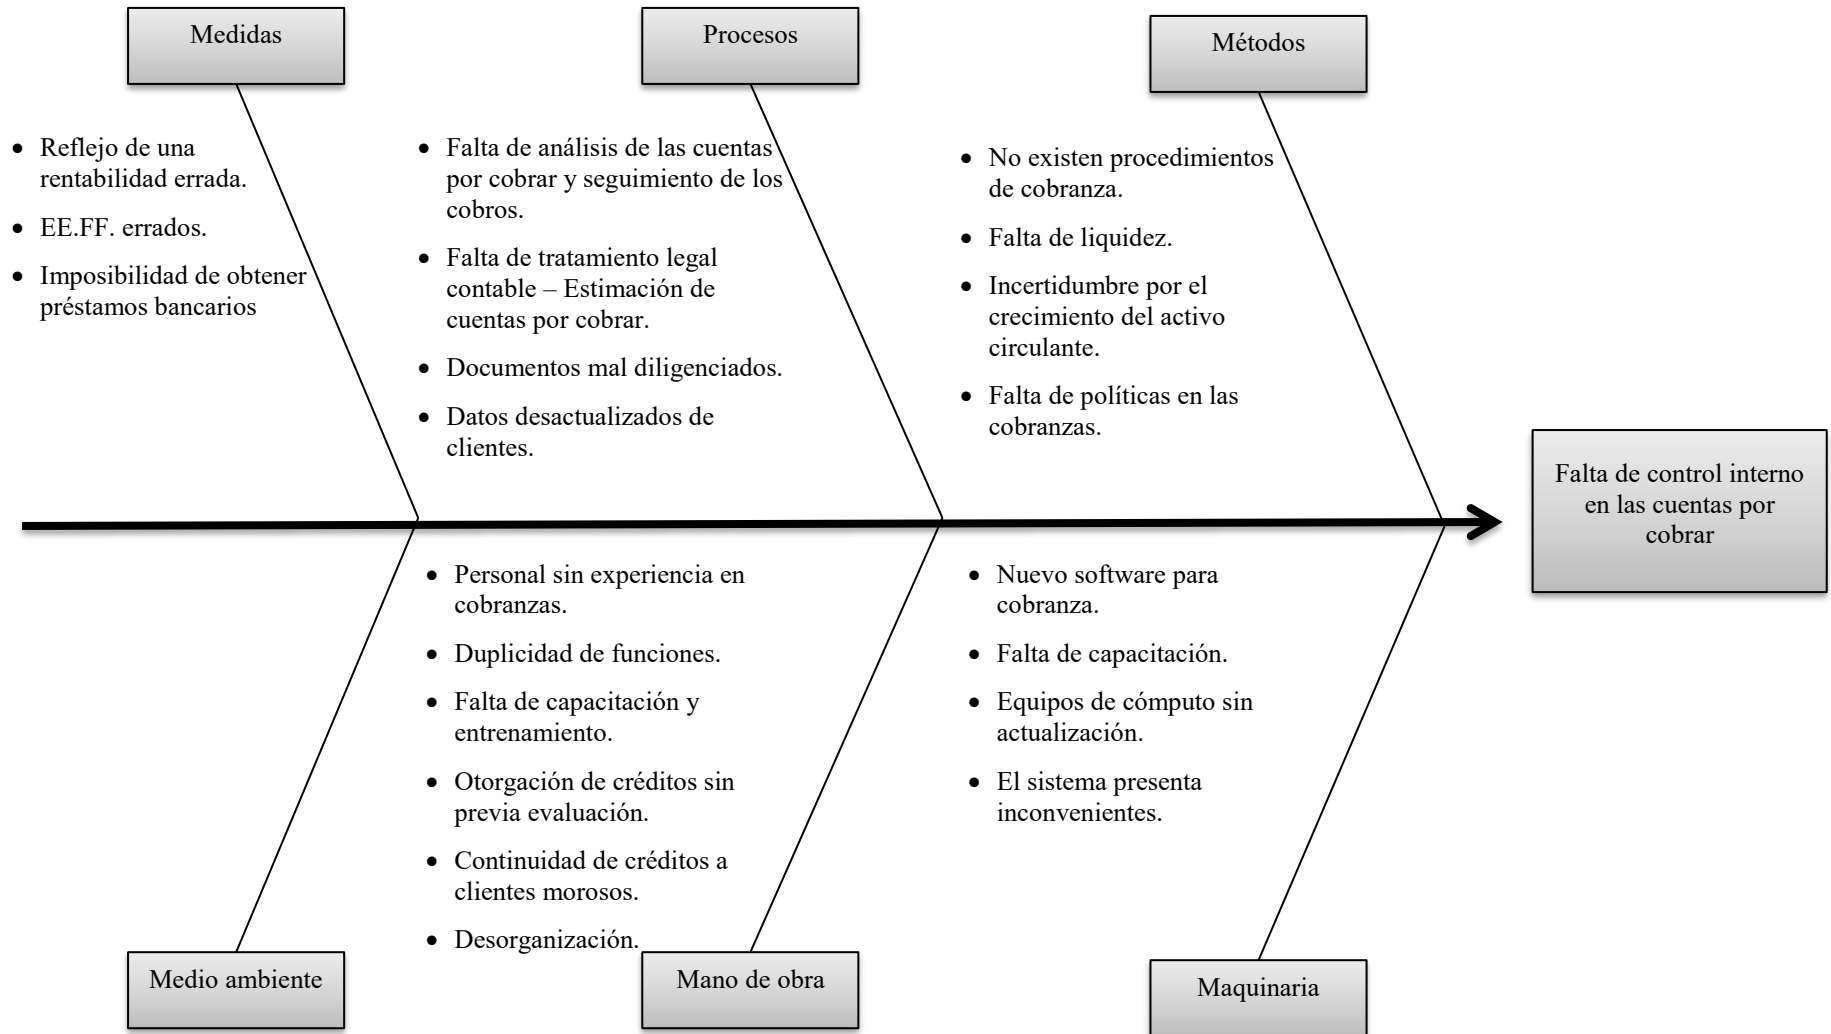 Medidas
Procesos
Métodos
• Reflejo de una
rentabilidad errada.
• EE.FF. errados.
• Imposibilidad de obtener
préstamos bancarios
• Falta de análisis de las cuentas
por cobrar y seguimiento de los
cobros.
• Falta de tratamiento legal
contable – Estimación de
cuentas por cobrar.
• Documentos mal diligenciados.
• Datos desactualizados de
clientes.
• No existen procedimientos
de cobranza.
• Falta de liquidez.
• Incertidumbre por el
crecimiento del activo
circulante.
• Falta de políticas en las
cobranzas.
Falta de control interno
en las cuentas por
cobrar
• Personal sin experiencia en
cobranzas.
• Duplicidad de funciones.
• Falta de capacitación y
entrenamiento.
• Otorgación de créditos sin
previa evaluación.
• Continuidad de créditos a
clientes morosos.
• Desorganización.
• Nuevo software para
cobranza.
• Falta de capacitación.
• Equipos de cómputo sin
actualización.
• El sistema presenta
inconvenientes.
Medio ambiente
Mano de obra
Maquinaria